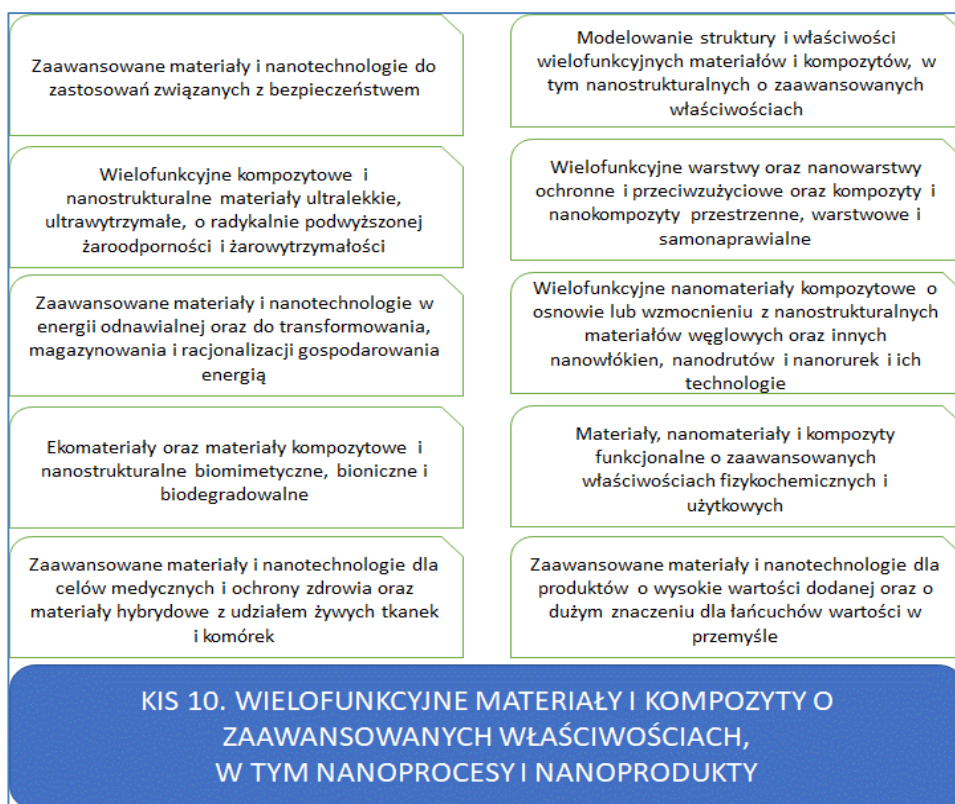 Zaawansowane materiały i nanotechnologie do
zastosowań związanych z bezpieczeństwem
Modelowanie struktury i właściwości
wielofunkcyjnych materiałów i kompozytów, w
tym nanostrukturalnych o zaawansowanych
właściwościach
Wielofunkcyjne kompozytowe i
nanostrukturalne materiały ultralekkie,
ultrawytrzymałe, o radykalnie podwyższonej
żaroodporności i żarowytrzymałości
Wielofunkcyjne warstwy oraz nanowarstwy
ochronne i przeciwzużyciowe oraz kompozyty i
nanokompozyty przestrzenne, warstwowe i
samonaprawialne
Zaawansowane materiały i nanotechnologie w
energii odnawialnej oraz do transformowania,
magazynowania i racjonalizacji gospodarowania
energią
Wielofunkcyjne nanomateriały kompozytowe o
osnowie lub wzmocnieniu z nanostrukturalnych
materiałów węglowych oraz innych
nanowłókien, nanodrutów i nanorurek i ich
technologie
Ekomateriały oraz materiały kompozytowe i
nanostrukturalne biomimetyczne, bioniczne i
biodegradowalne
Materiały, nanomateriały i kompozyty
funkcjonalne o zaawansowanych
właściwościach fizykochemicznych i
użytkowych
Zaawansowane materiały i nanotechnologie dla
celów medycznych i ochrony zdrowia oraz
materiały hybrydowe z udziałem żywych tkanek
i komórek
Zaawansowane materiały i nanotechnologie dla
produktów o wysokie wartości dodanej oraz o
dużym znaczeniu dla łańcuchów wartości w
przemyśle
KIS 10. WIELOFUNKCYJNE MATERIAŁY I KOMPOZYTY O
ZAAWANSOWANYCH WŁAŚCIWOŚCIACH,
W TYM NANOPROCESY I NANOPRODUKTY